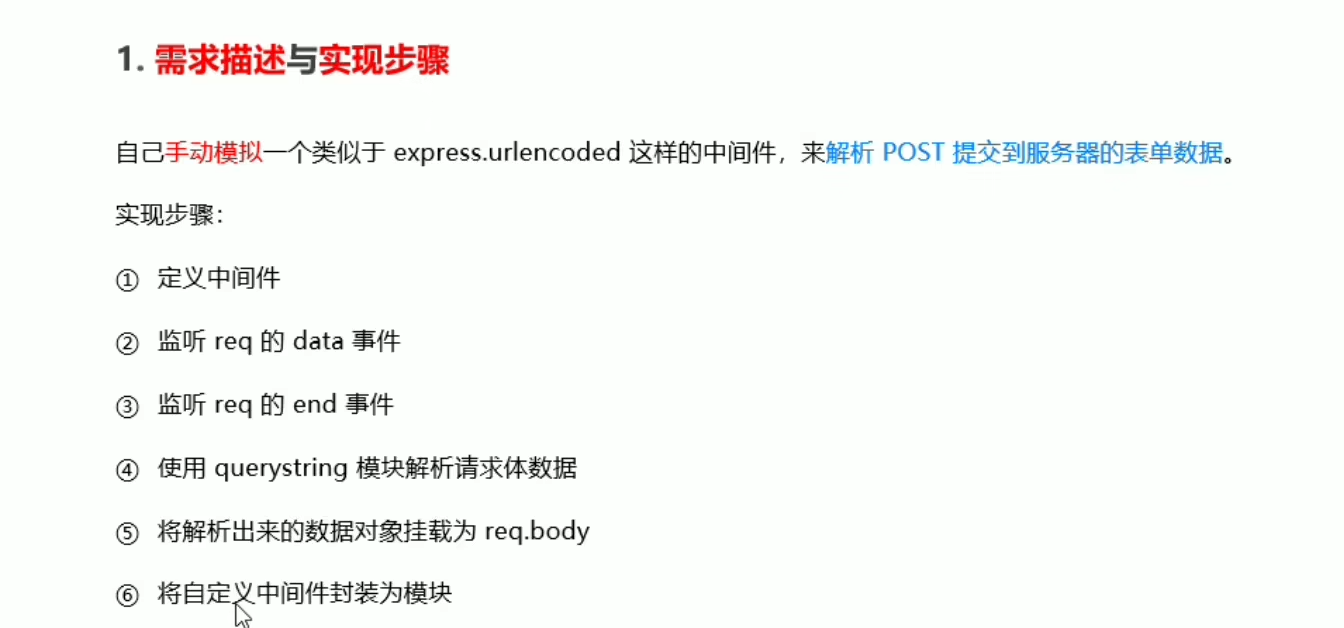 1. 需求描述与实现步骤
自己手动模拟一个类似于 express.urlencoded 这样的中间件，来解析 POST 提交到服务器的表单数据。
实现步骤：
① 定义中间件
② 监听 req 的 data 事件
③ 监听 req 的 end 事件
④ 使用 querystring 模块解析请求体数据
⑤ 将解析出来的数据对象挂载为 req.body
⑥ 将自定义中间件封装为模块